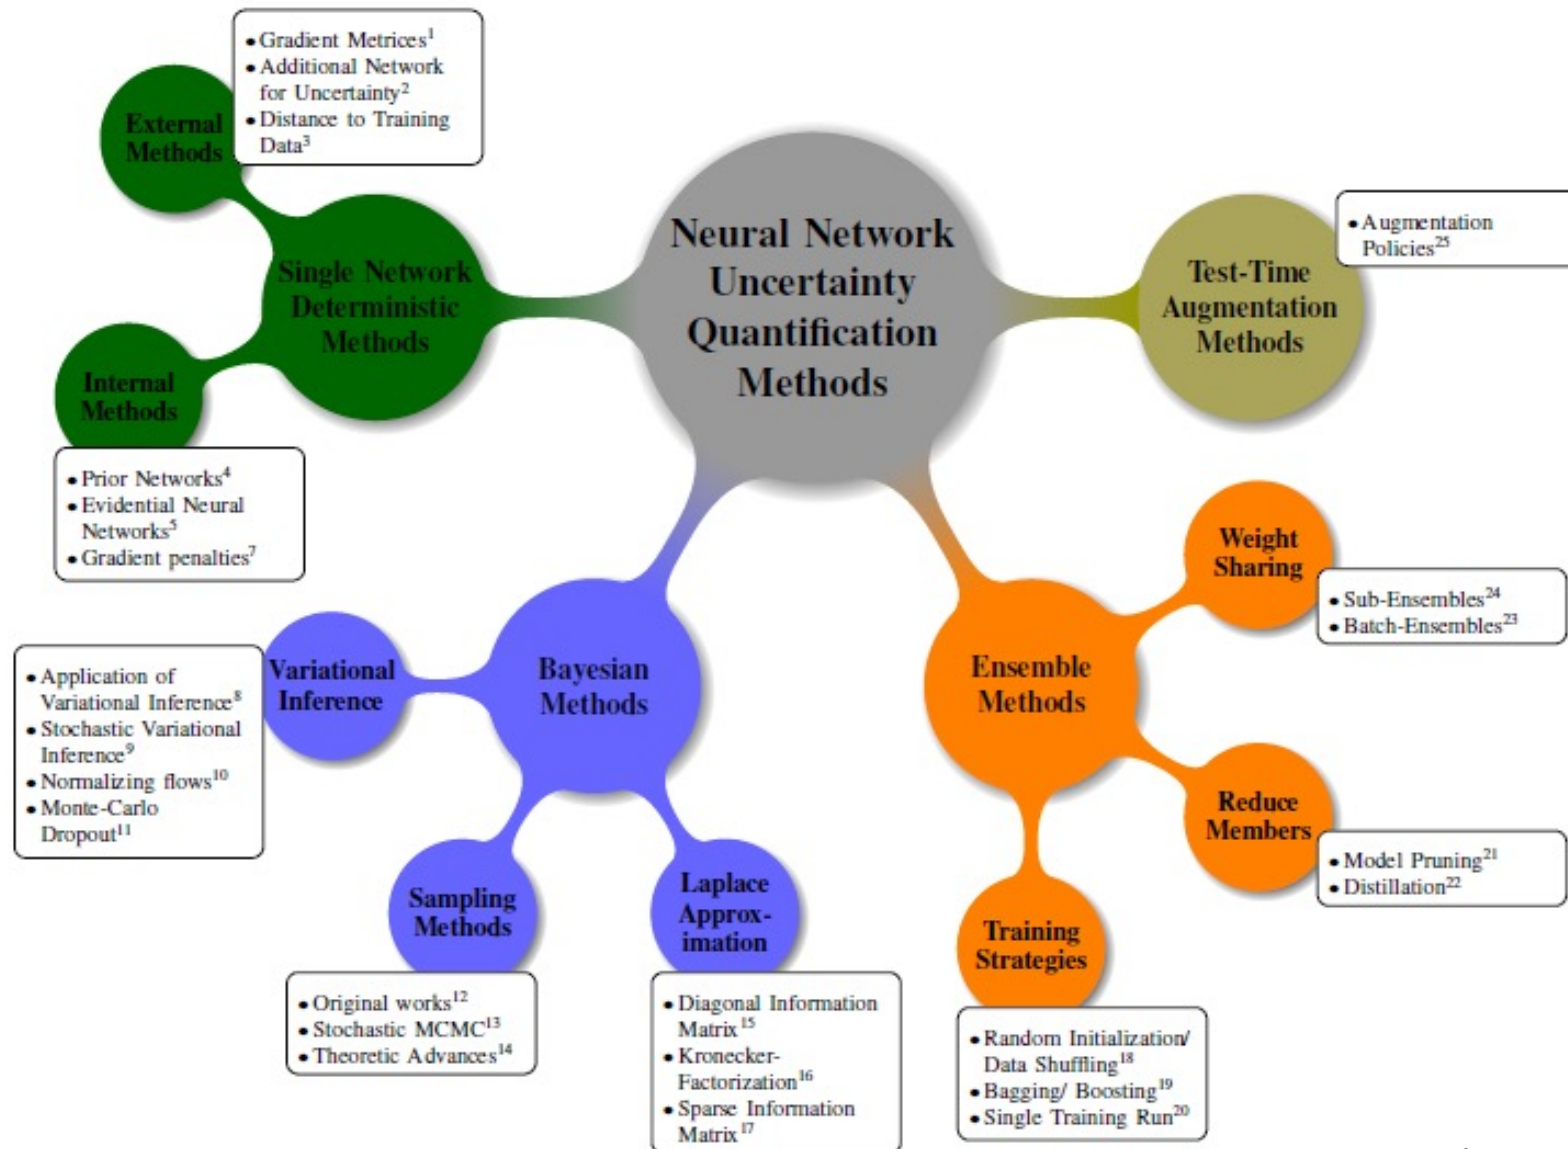 Neural Network
Uncertainty
Quantification
Methods
Single Network
Deterministic
Methods
External
Methods
• Gradient Metrices¹
• Additional Network
for Uncertainty²
• Distance to Training
Data³
Internal
Methods
• Prior Networks⁴
• Evidential Neural
Networks⁵
• Gradient penalties⁷
Bayesian
Methods
Variational
Inference
• Application of
Variational Inference⁸
• Stochastic Variational
Inference⁹
• Normalizing flows¹⁰
• Monte-Carlo
Dropout¹¹
Sampling
Methods
• Original works¹²
• Stochastic MCMC¹³
• Theoretic Advances¹⁴
Laplace
Approx-
imation
• Diagonal Information
Matrix¹⁵
• Kronecker-
Factorization¹⁶
• Sparse Information
Matrix¹⁷
Ensemble
Methods
Training
Strategies
• Random Initialization/
Data Shuffling¹⁸
• Bagging/ Boosting¹⁹
• Single Training Run²⁰
Reduce
Members
• Model Pruning²¹
• Distillation²²
Weight
Sharing
• Sub-Ensembles²⁴
• Batch-Ensembles²³
Test-Time
Augmentation
Methods
• Augmentation
Policies²⁵